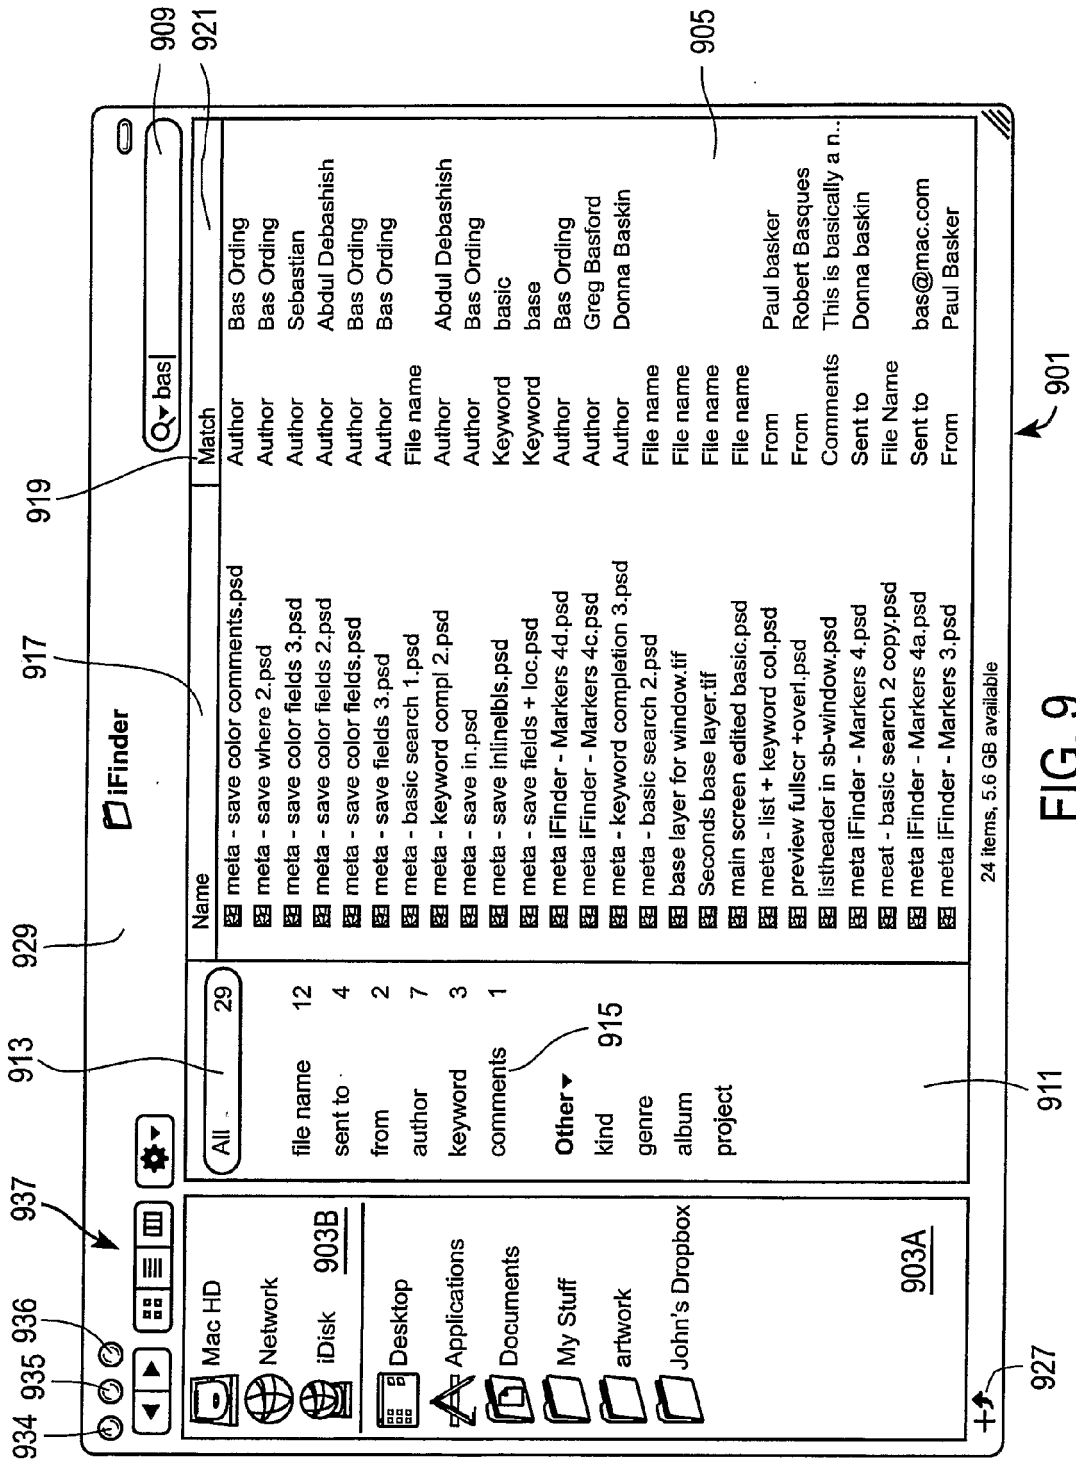 934
935
936
937
913
929
917
919
909
921
iFinder
bas
Mac HD
Network
iDisk
903B
Desktop
Applications
Documents
My Stuff
artwork
John's Dropbox
903A
All 29
file name 12
sent to 4
from 2
author 7
keyword 3
comments 1
915
Other
kind
genre
album
project
Name Match
meta - save color comments.psd Author Bas Ording
meta - save where 2.psd Author Bas Ording
meta - save color fields 3.psd Author Sebastian
meta - save color fields 2.psd Author Abdul Debashish
meta - save color fields.psd Author Bas Ording
meta - save fields 3.psd Author Bas Ording
meta - basic search 1.psd File name
meta - keyword compl 2.psd Author Abdul Debashish
meta - save in.psd Author Bas Ording
meta - save inlinelbls.psd Keyword basic
meta - save fields + loc.psd Keyword base
meta iFinder - Markers 4d.psd Author Bas Ording
meta iFinder - Markers 4c.psd Author Greg Basford
meta - keyword completion 3.psd Author Donna Baskin
meta - basic search 2.psd File name
base layer for window.tif File name
Seconds base layer.tif File name
main screen edited basic.psd File name
meta - list + keyword col.psd From Paul basker
preview fullscr +overl.psd From Robert Basques
listheader in sb-window.psd Comments This is basically a n..
meta iFinder - Markers 4.psd Sent to Donna baskin
meat - basic search 2 copy.psd File Name
meta iFinder - Markers 4a.psd Sent to bas@mac.com
meta iFinder - Markers 3.psd From Paul Basker
905
24 items, 5.6 GB available
927
911
901
FIG. 9